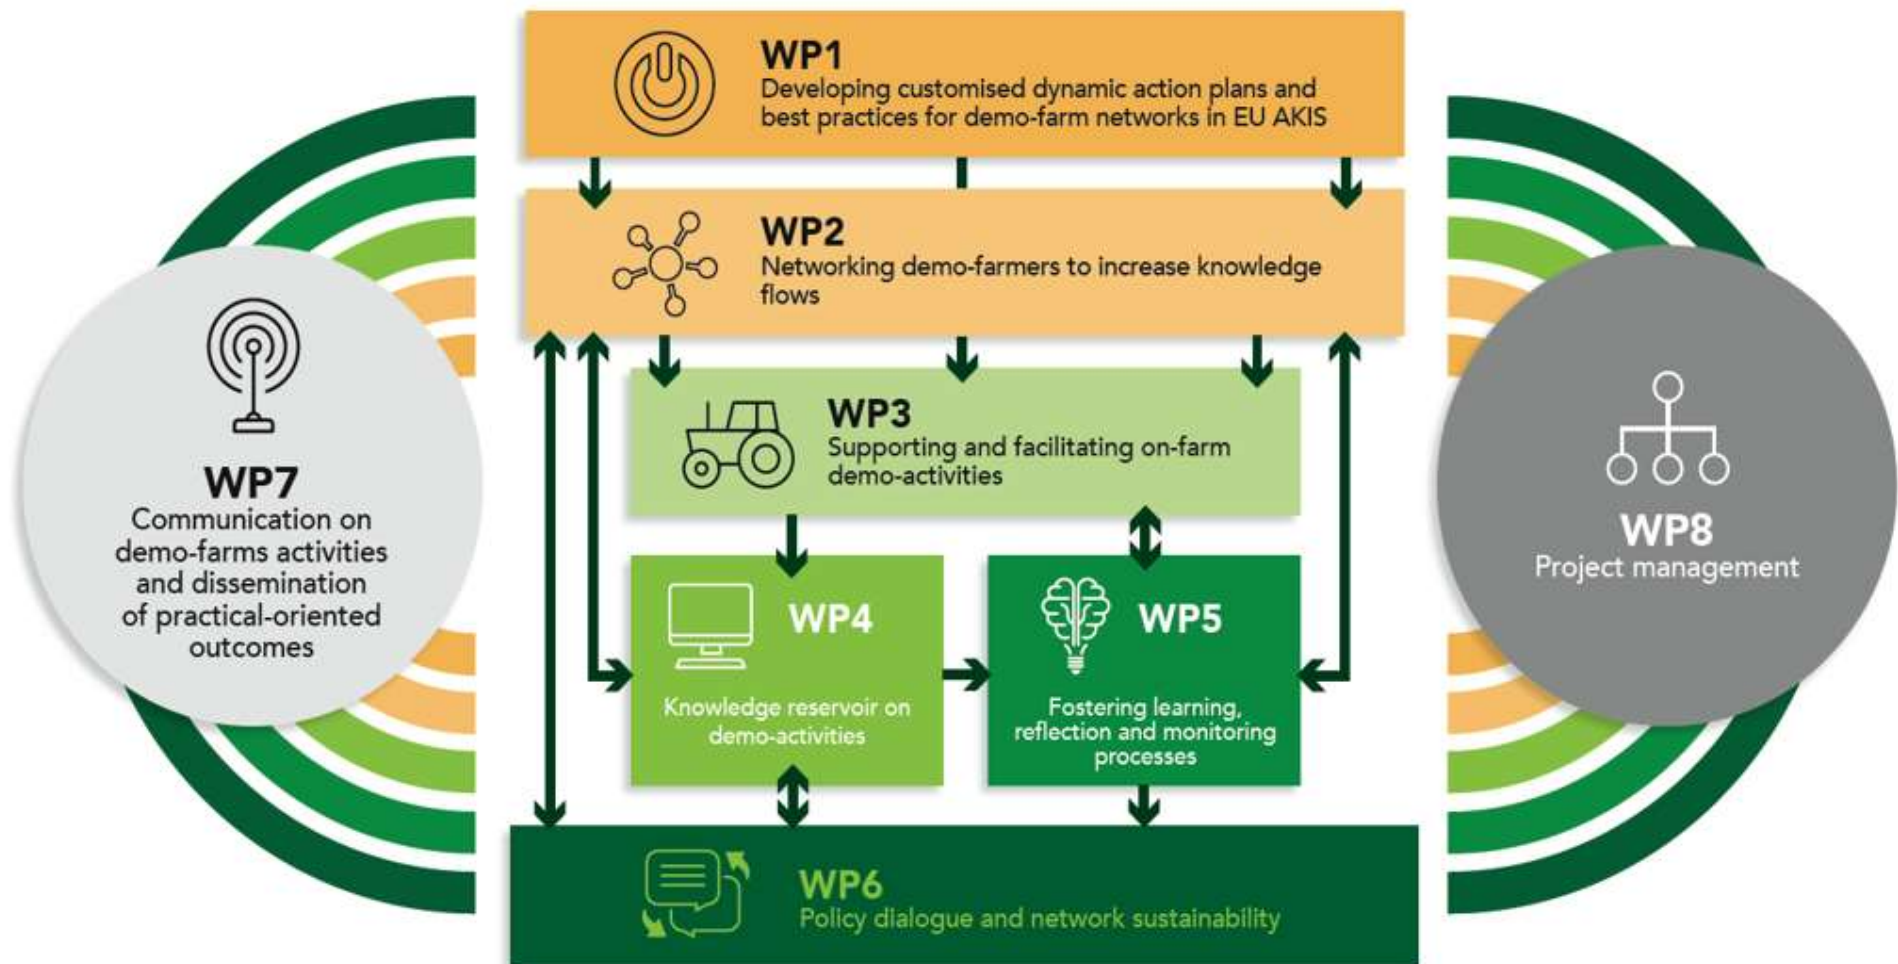 WP1
Developing customised dynamic action plans and
best practices for demo-farm networks in EU AKIS
WP2
Networking demo-farmers to increase knowledge
flows
WP3
Supporting and facilitating on-farm
demo-activities
WP4
Knowledge reservoir on
demo-activities
WP5
Fostering learning,
reflection and monitoring
processes
WP6
Policy dialogue and network sustainability
WP7
Communication on
demo-farms activities
and dissemination
of practical-oriented
outcomes
WP8
Project management